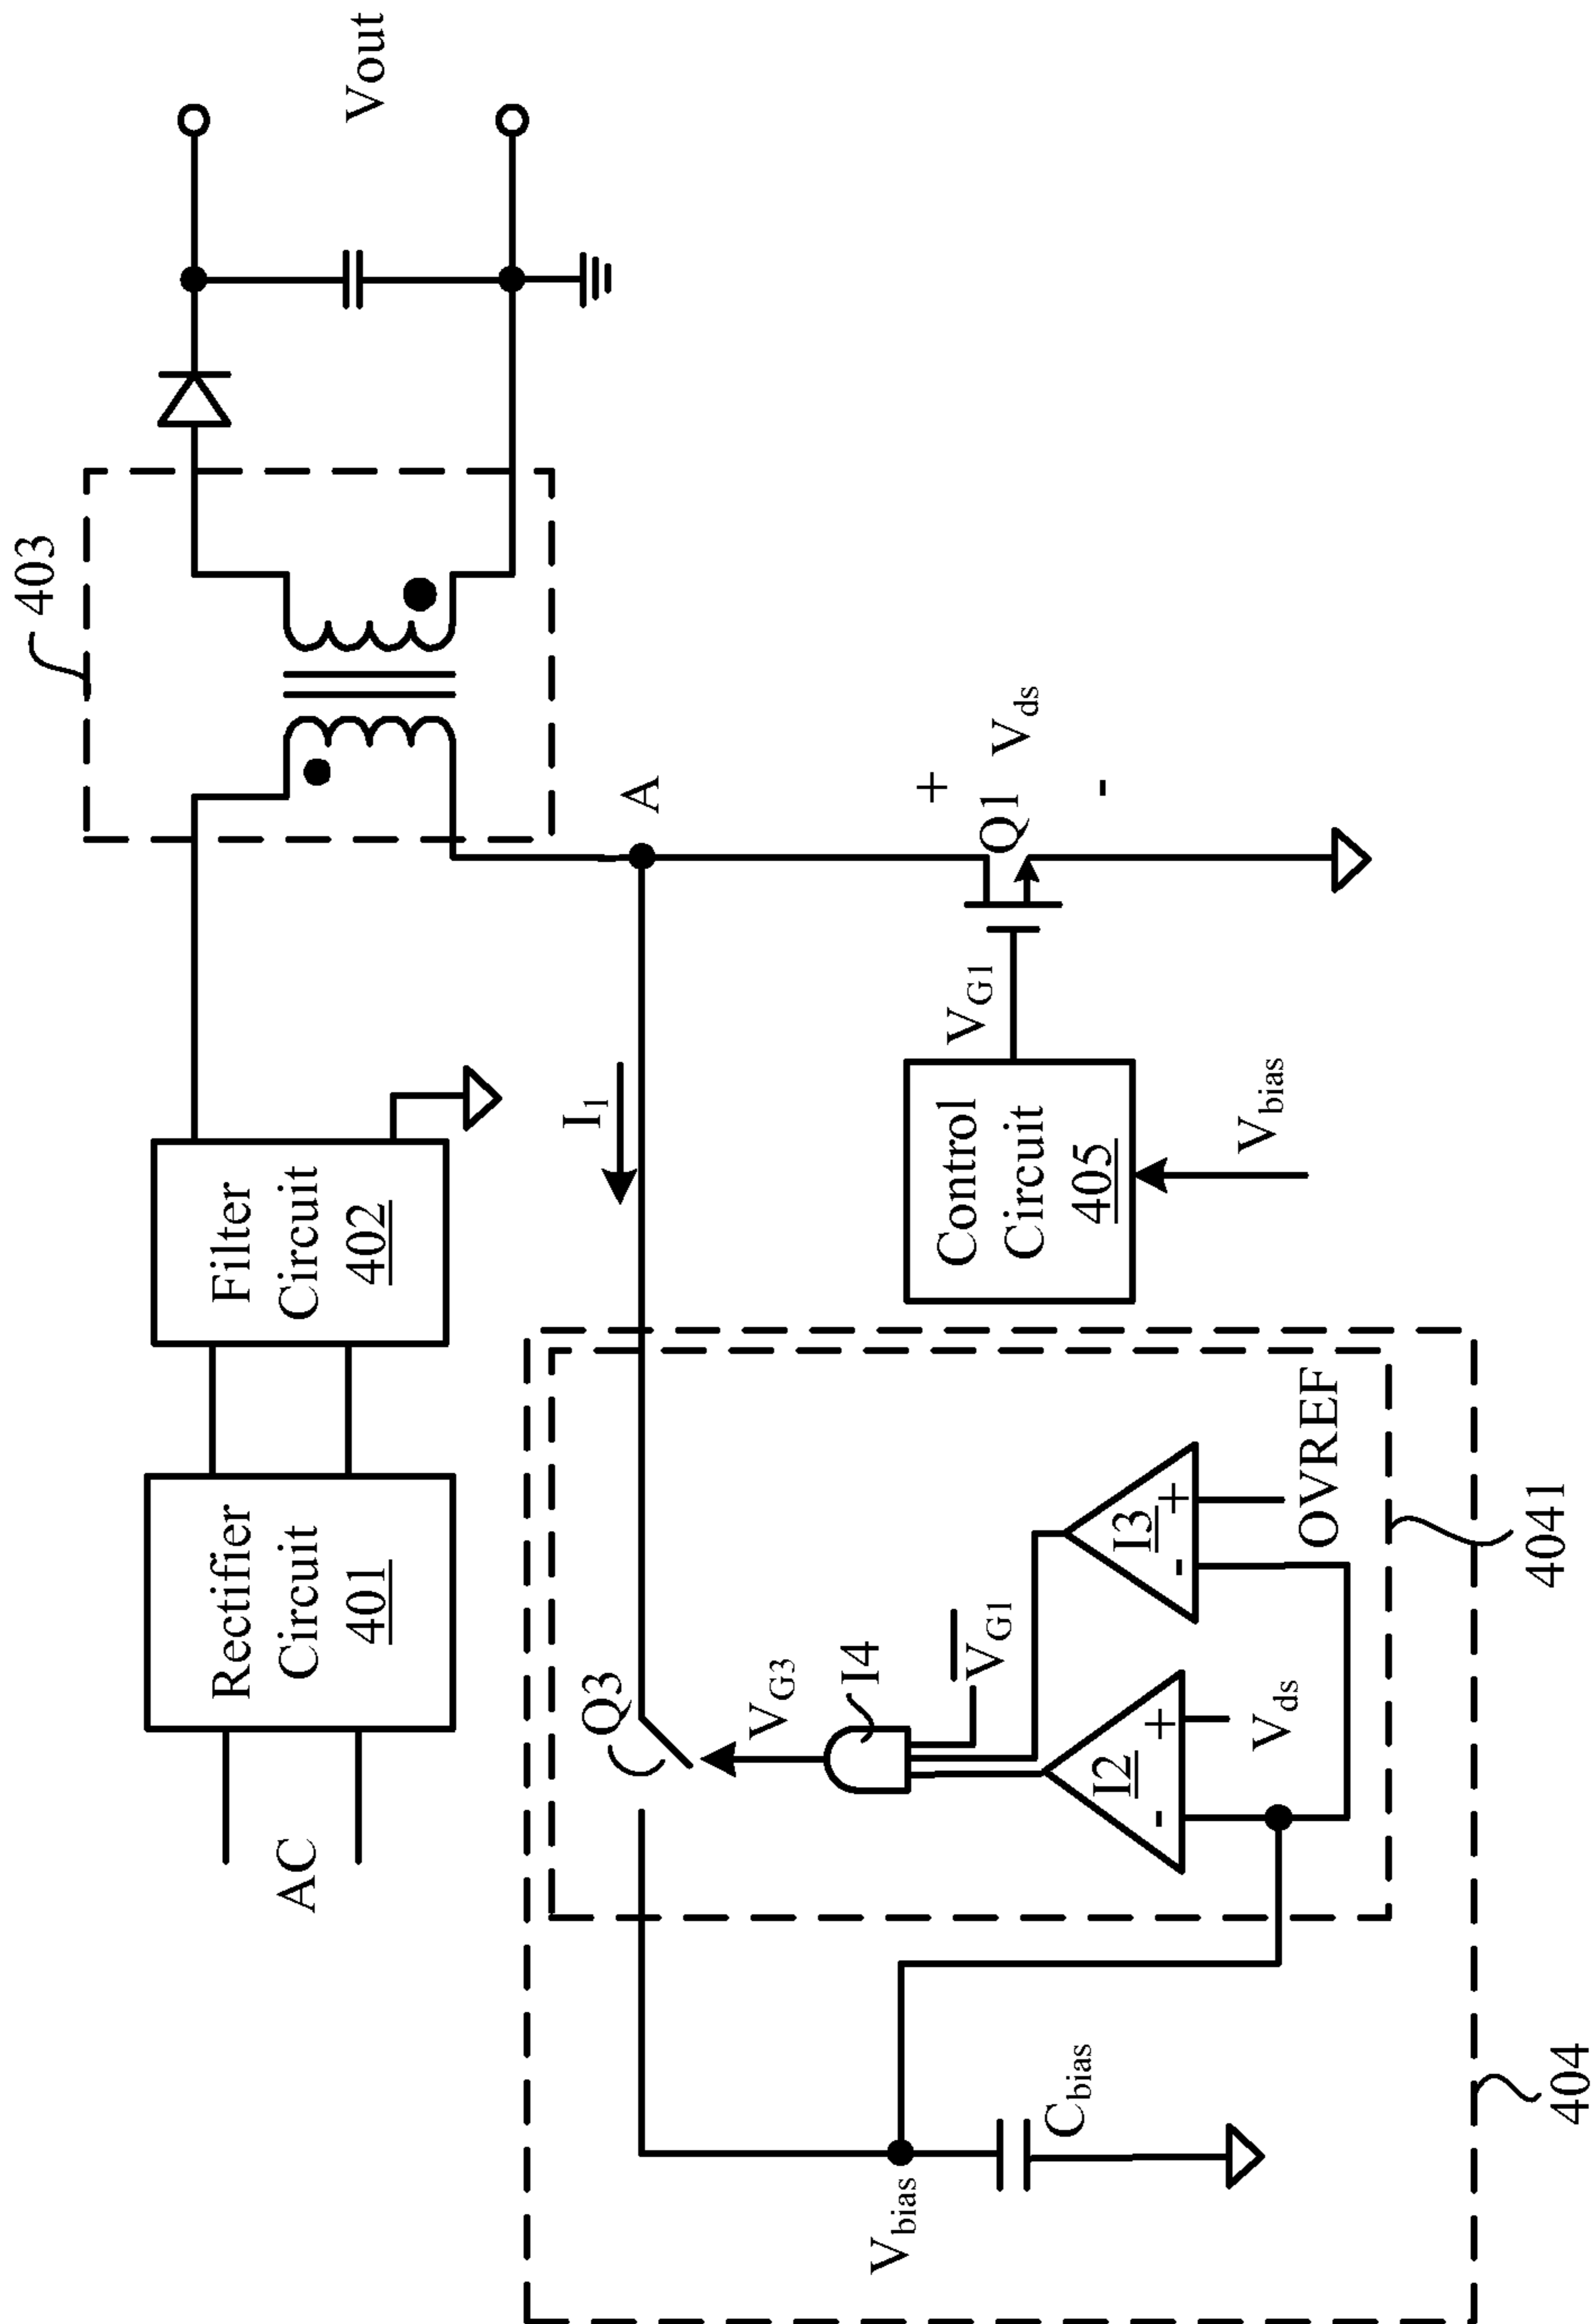 AC
Rectifier
Circuit
401
Filter
Circuit
402
403
Vout
A
I1
Q3
VG3
I4
VG1
I2
-
+
I3
-
+
Vds
OVREF
Vbias
Cbias
Control
Circuit
405
VG1
Vbias
Q1
+
Vds
-
4041
404